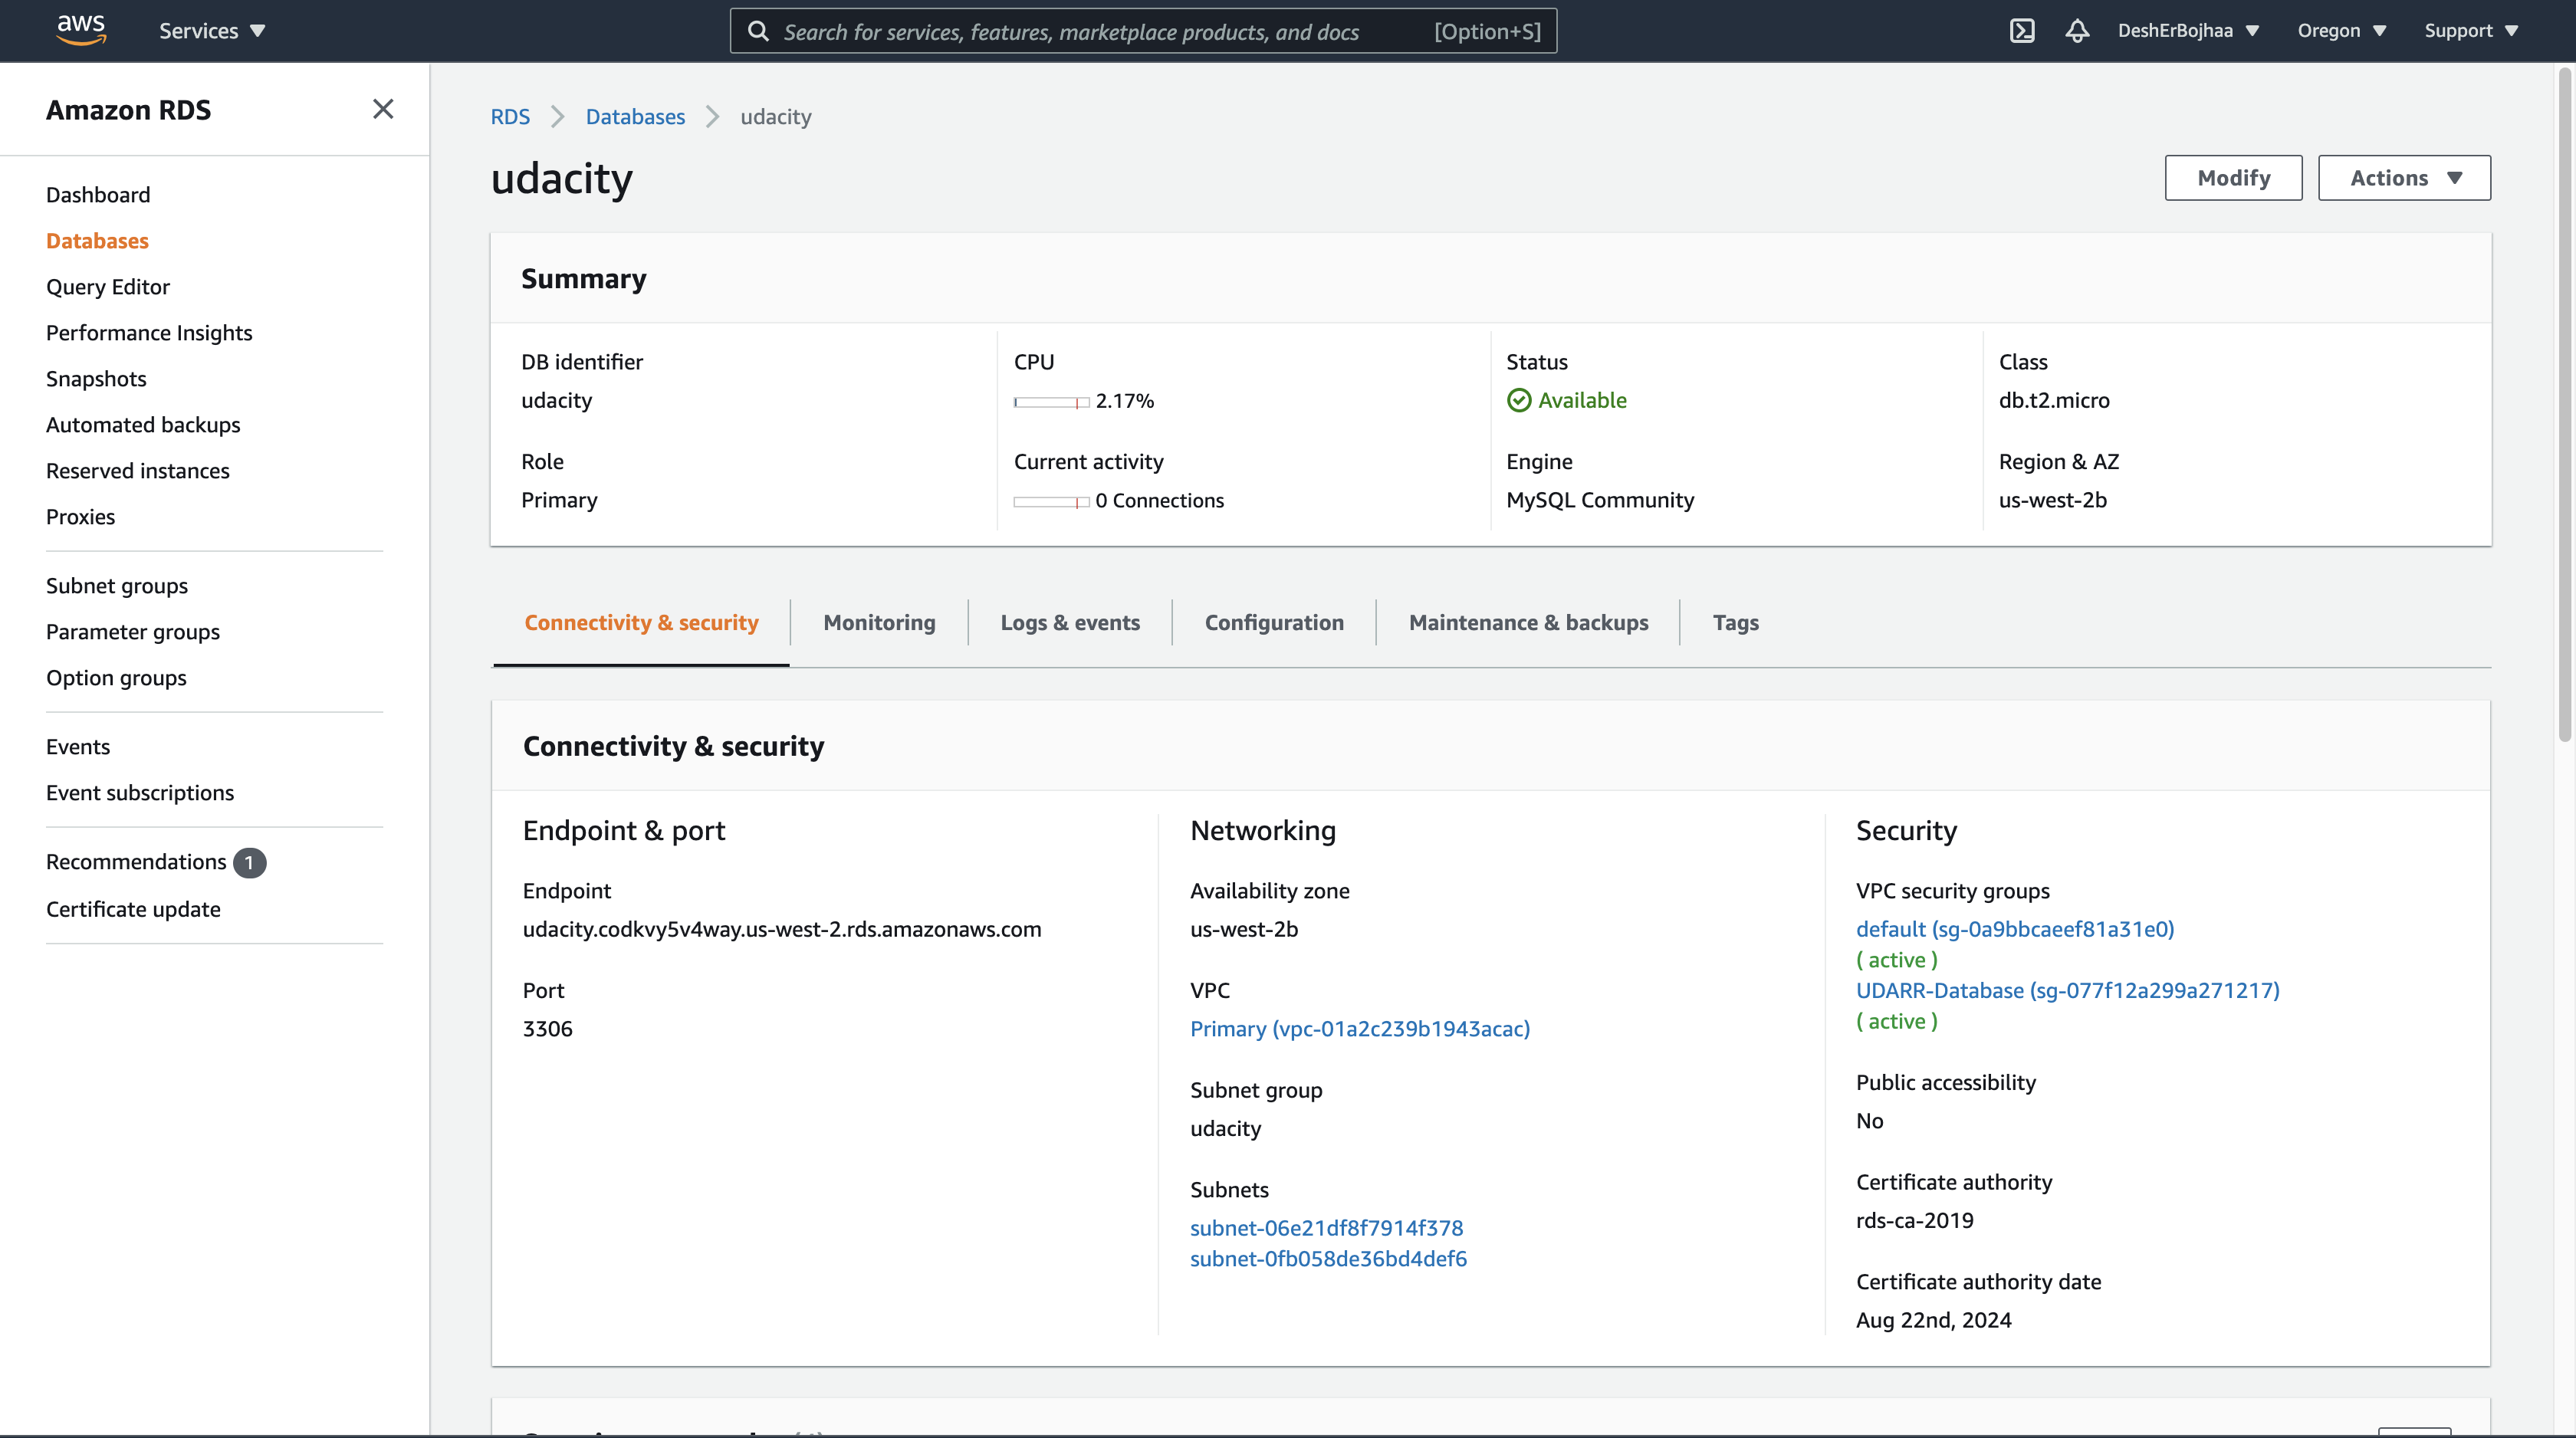 aws
Services
Search for services, features, marketplace products, and docs
[Option+S]
DeshErBojhaa
Oregon
Support
Amazon RDS
Dashboard
Databases
Query Editor
Performance Insights
Snapshots
Automated backups
Reserved instances
Proxies
Subnet groups
Parameter groups
Option groups
Events
Event subscriptions
Recommendations 1
Certificate update
RDS
Databases
udacity
udacity
Modify
Actions
Summary
DB identifier
udacity
CPU
2.17%
Status
Available
Class
db.t2.micro
Role
Primary
Current activity
0 Connections
Engine
MySQL Community
Region & AZ
us-west-2b
Connectivity & security
Monitoring
Logs & events
Configuration
Maintenance & backups
Tags
Connectivity & security
Endpoint & port
Endpoint
udacity.codkvy5v4way.us-west-2.rds.amazonaws.com
Port
3306
Networking
Availability zone
us-west-2b
VPC
Primary (vpc-01a2c239b1943acac)
Subnet group
udacity
Subnets
subnet-06e21df8f7914f378
subnet-0fb058de36bd4def6
Security
VPC security groups
default (sg-0a9bbcaeef81a31e0)
( active )
UDARR-Database (sg-077f12a299a271217)
( active )
Public accessibility
No
Certificate authority
rds-ca-2019
Certificate authority date
Aug 22nd, 2024